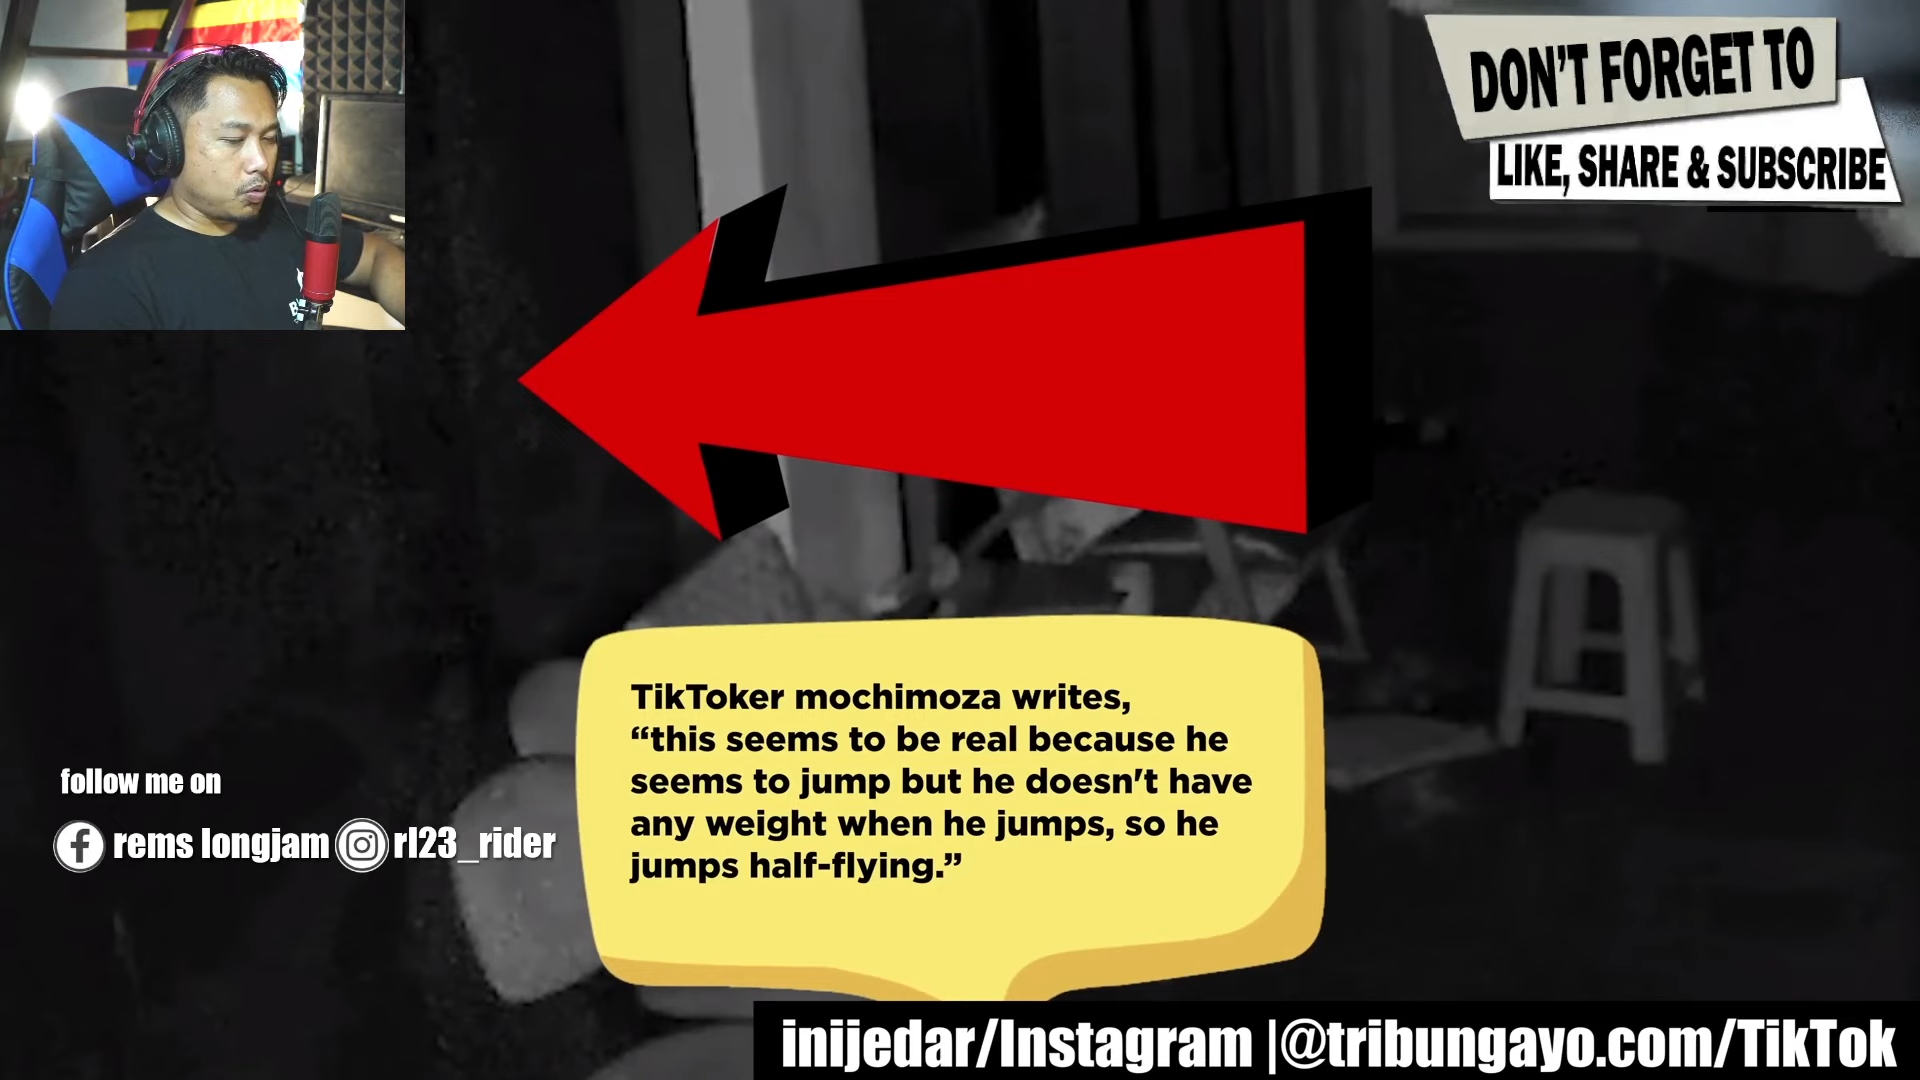 DON'T FORGET TO
LIKE, SHARE & SUBSCRIBE
TikToker mochimoza writes,
“this seems to be real because he
seems to jump but he doesn't have
any weight when he jumps, so he
jumps half-flying.”
follow me on
rems longjam rl23_rider
inijedar/Instagram |@tribungayo.com/TikTok